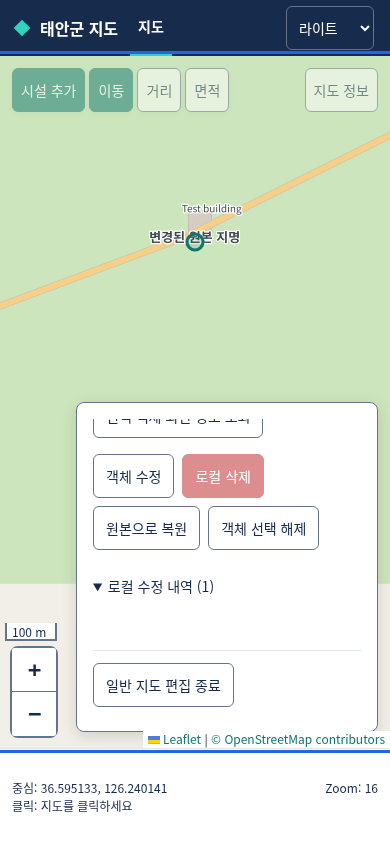 태안군 지도
지도
라이트
시설 추가
이동
거리
면적
지도 정보
Test building
변경된 원본 지명
객체 수정
로컬 삭제
원본으로 복원
객체 선택 해제
▼ 로컬 수정 내역 (1)
일반 지도 편집 종료
100 m
+
−
Leaflet | © OpenStreetMap contributors
중심: 36.595133, 126.240141
Zoom: 16
클릭: 지도를 클릭하세요